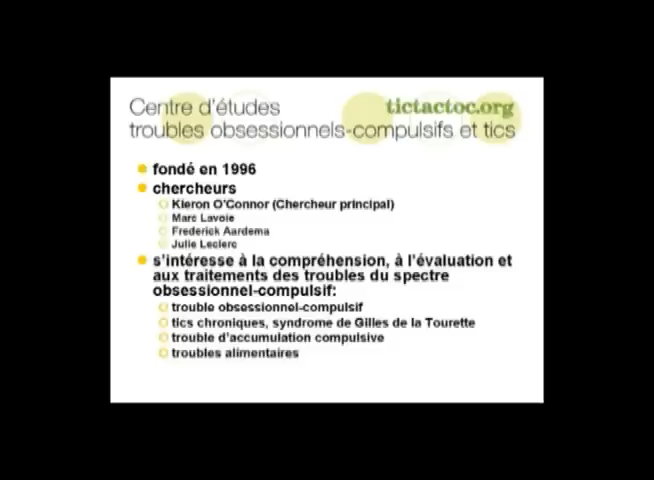 Centre d'études tictactoc.org
troubles obsessionnels-compulsifs et tics
fondé en 1996
chercheurs
Kieron O'Connor (Chercheur principal)
Marc Lavoie
Frederick Aardema
Julie Leclerc
s'intéresse à la compréhension, à l'évaluation et
aux traitements des troubles du spectre
obsessionnel-compulsif:
trouble obsessionnel-compulsif
tics chroniques, syndrome de Gilles de la Tourette
trouble d'accumulation compulsive
troubles alimentaires